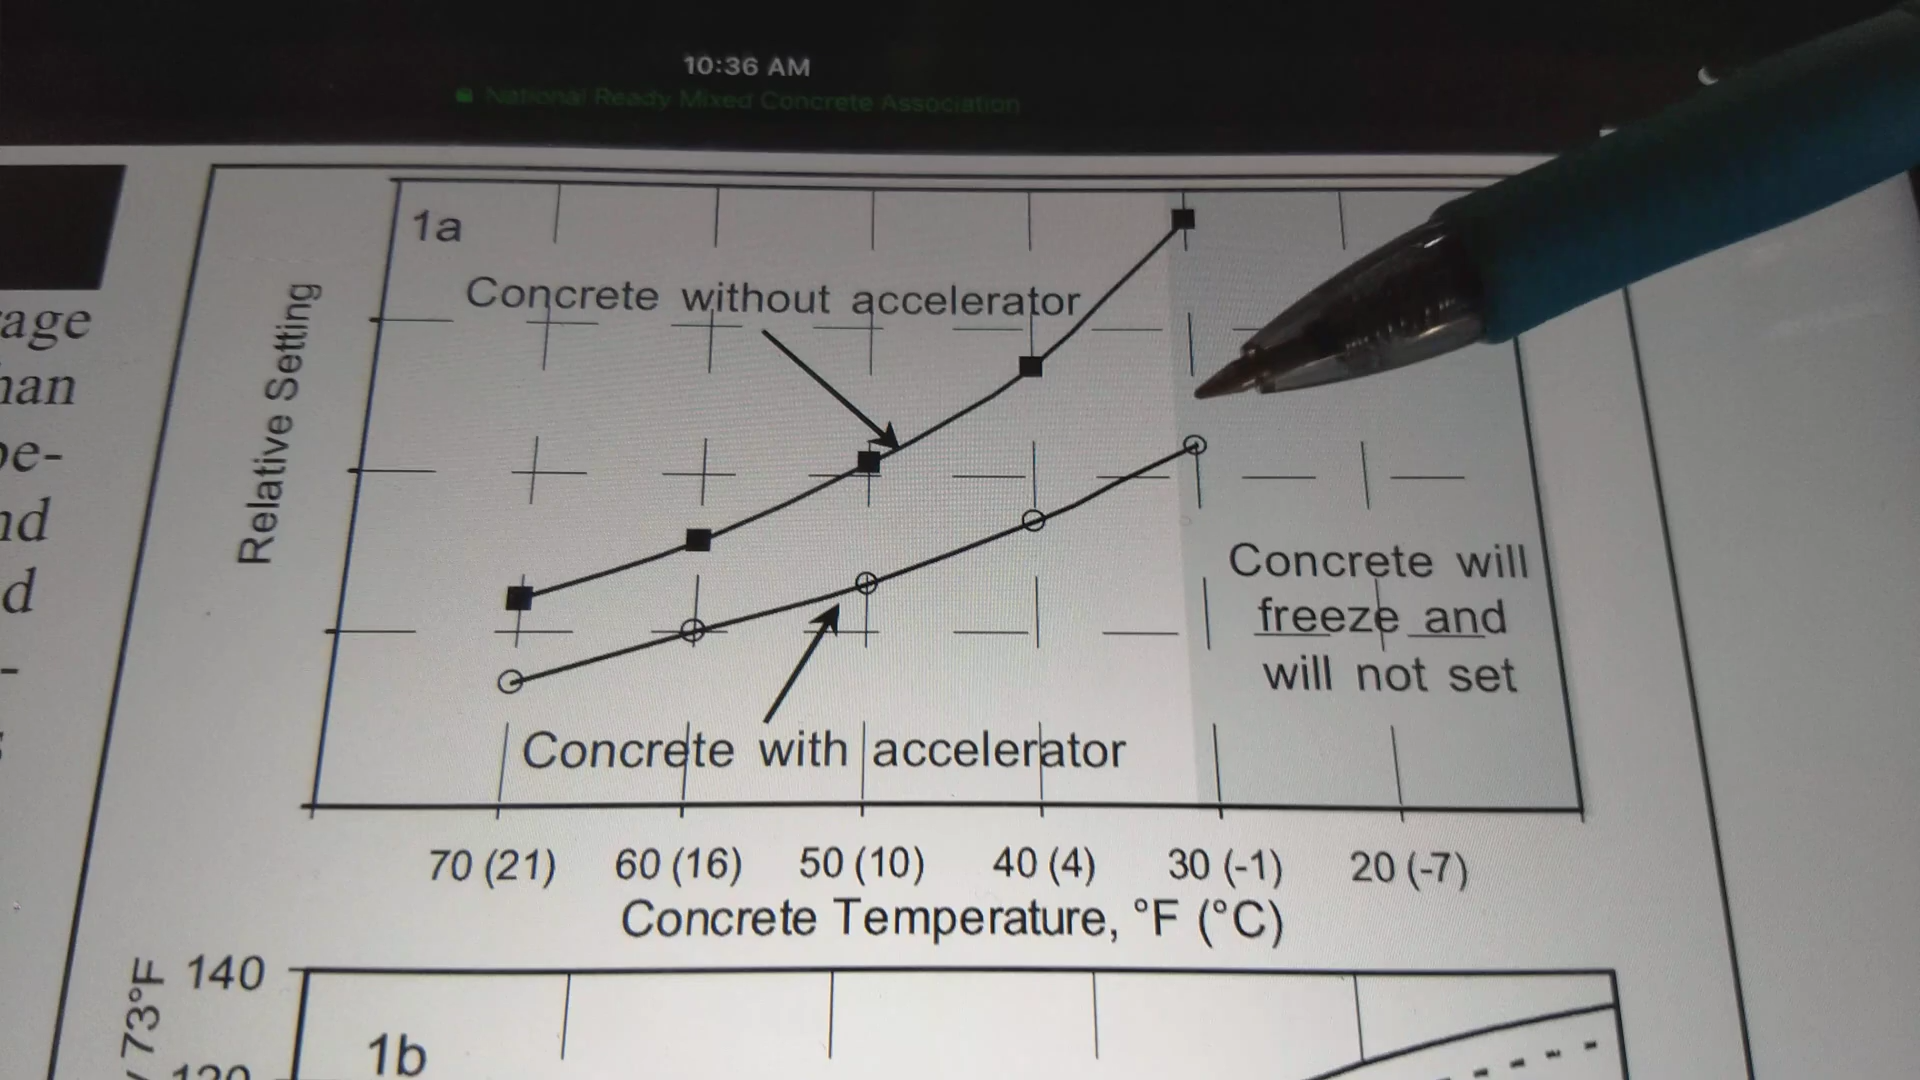 10:36 AM
National Ready Mixed Concrete Association
age
han
be-
nd
d
-
1a
Relative Setting
Concrete without accelerator
Concrete will
freeze and
will not set
Concrete with accelerator
70 (21) 60 (16) 50 (10) 40 (4) 30 (-1) 20 (-7)
Concrete Temperature, °F (°C)
140
73°F
1b
120